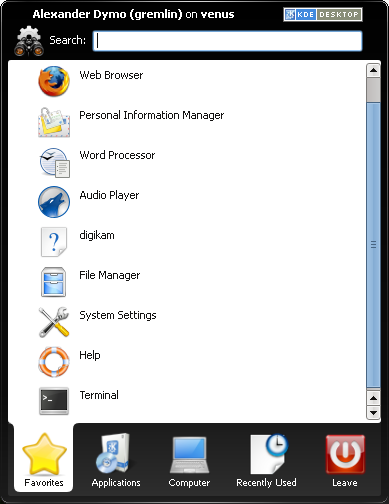 Alexander Dymo (gremlin) on venus
KDE DESKTOP
Search:
Web Browser
Personal Information Manager
Word Processor
Audio Player
?
digikam
File Manager
System Settings
Help
>_
Terminal
Favorites
Applications
Computer
Recently Used
Leave